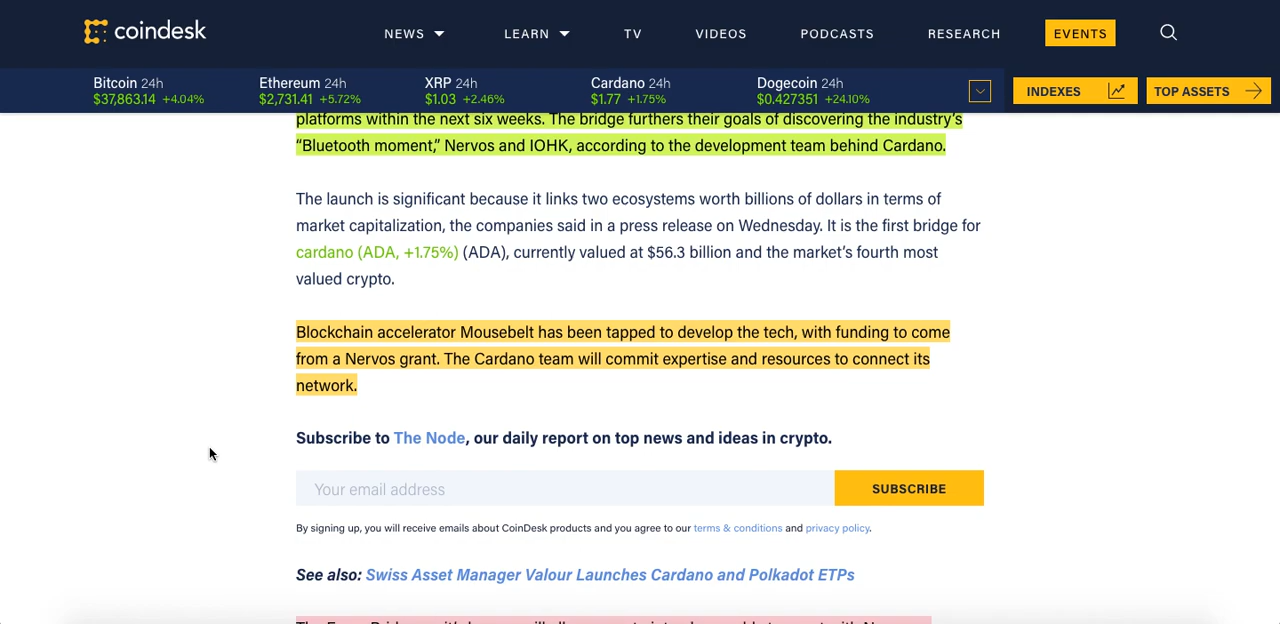 coindesk
NEWS LEARN TV VIDEOS PODCASTS RESEARCH EVENTS
Bitcoin 24h Ethereum 24h XRP 24h Cardano 24h Dogecoin 24h
$37,863.14 +4.04% $2,731.41 +5.72% $1.03 +2.46% $1.77 +1.75% $0.427351 +24.10%
INDEXES TOP ASSETS
platforms within the next six weeks. The bridge furthers their goals of discovering the industry’s
“Bluetooth moment,” Nervos and IOHK, according to the development team behind Cardano.
The launch is significant because it links two ecosystems worth billions of dollars in terms of
market capitalization, the companies said in a press release on Wednesday. It is the first bridge for
cardano (ADA, +1.75%) (ADA), currently valued at $56.3 billion and the market’s fourth most
valued crypto.
Blockchain accelerator Mousebelt has been tapped to develop the tech, with funding to come
from a Nervos grant. The Cardano team will commit expertise and resources to connect its
network.
Subscribe to The Node, our daily report on top news and ideas in crypto.
Your email address
SUBSCRIBE
By signing up, you will receive emails about CoinDesk products and you agree to our terms & conditions and privacy policy.
See also: Swiss Asset Manager Valour Launches Cardano and Polkadot ETPs